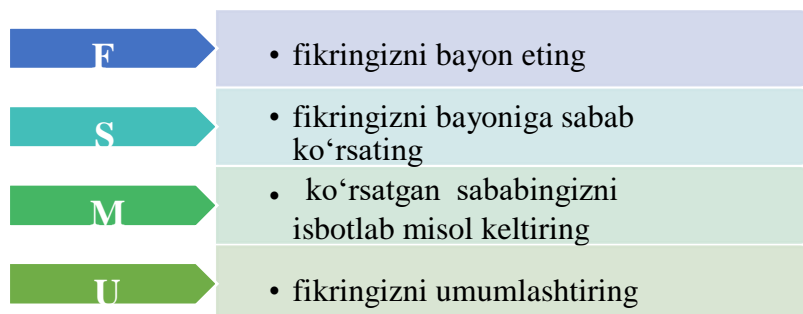 F
• fikringizni bayon eting
S
• fikringizni bayoniga sabab
ko‘rsating
M
• ko‘rsatgan sababingizni
isbotlab misol keltiring
U
• fikringizni umumlashtiring